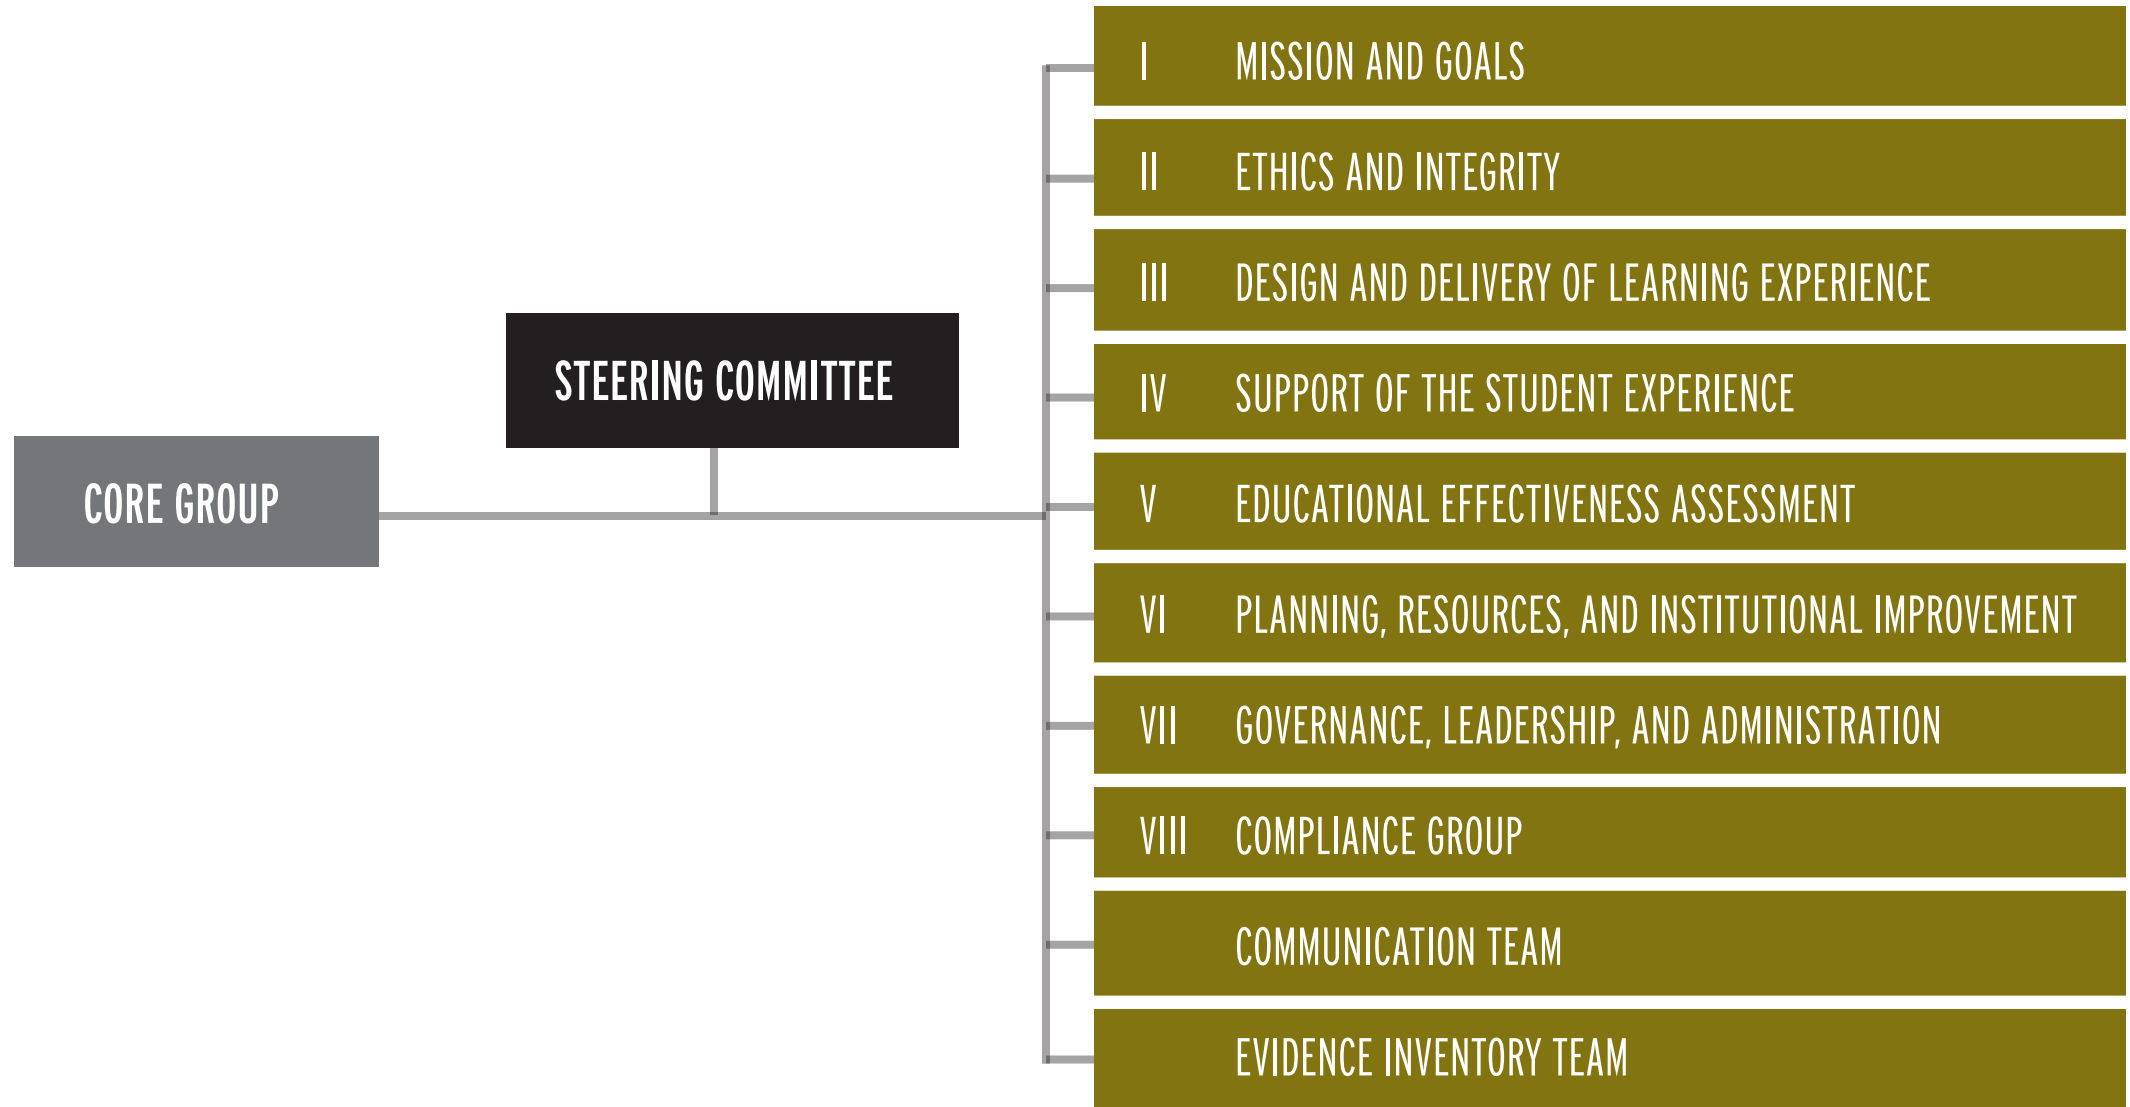 CORE GROUP
STEERING COMMITTEE
I MISSION AND GOALS
II ETHICS AND INTEGRITY
III DESIGN AND DELIVERY OF LEARNING EXPERIENCE
IV SUPPORT OF THE STUDENT EXPERIENCE
V EDUCATIONAL EFFECTIVENESS ASSESSMENT
VI PLANNING, RESOURCES, AND INSTITUTIONAL IMPROVEMENT
VII GOVERNANCE, LEADERSHIP, AND ADMINISTRATION
VIII COMPLIANCE GROUP
COMMUNICATION TEAM
EVIDENCE INVENTORY TEAM